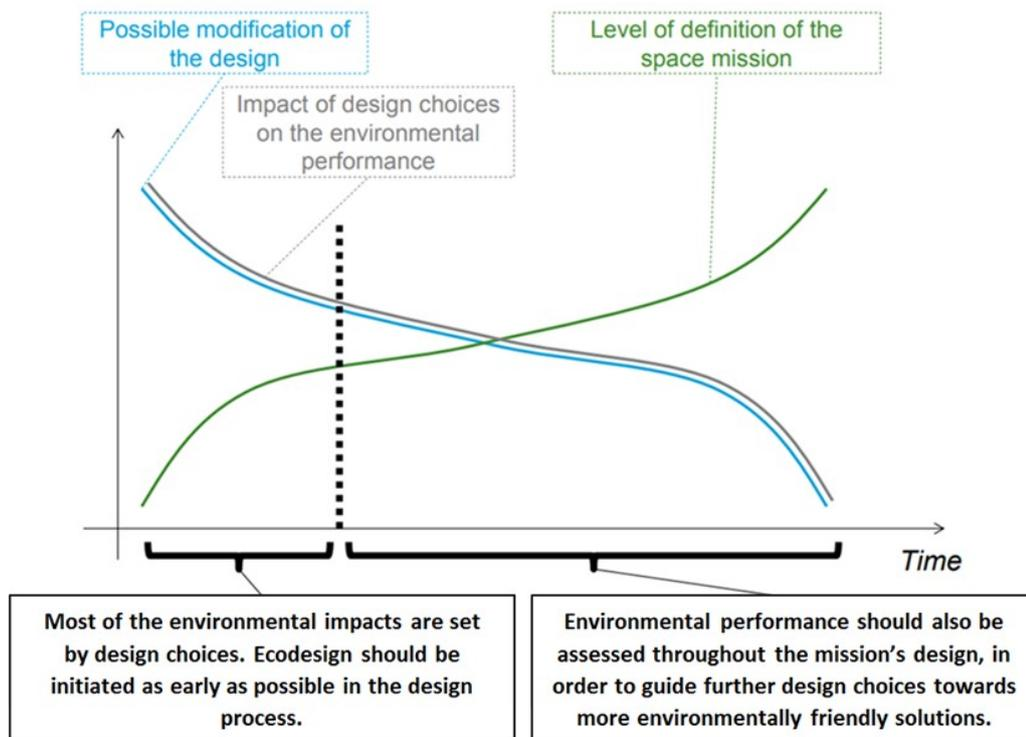 Possible modification of
the design
Level of definition of the
space mission
Impact of design choices
on the environmental
performance
Time
Most of the environmental impacts are set
by design choices. Ecodesign should be
initiated as early as possible in the design
process.
Environmental performance should also be
assessed throughout the mission’s design, in
order to guide further design choices towards
more environmentally friendly solutions.